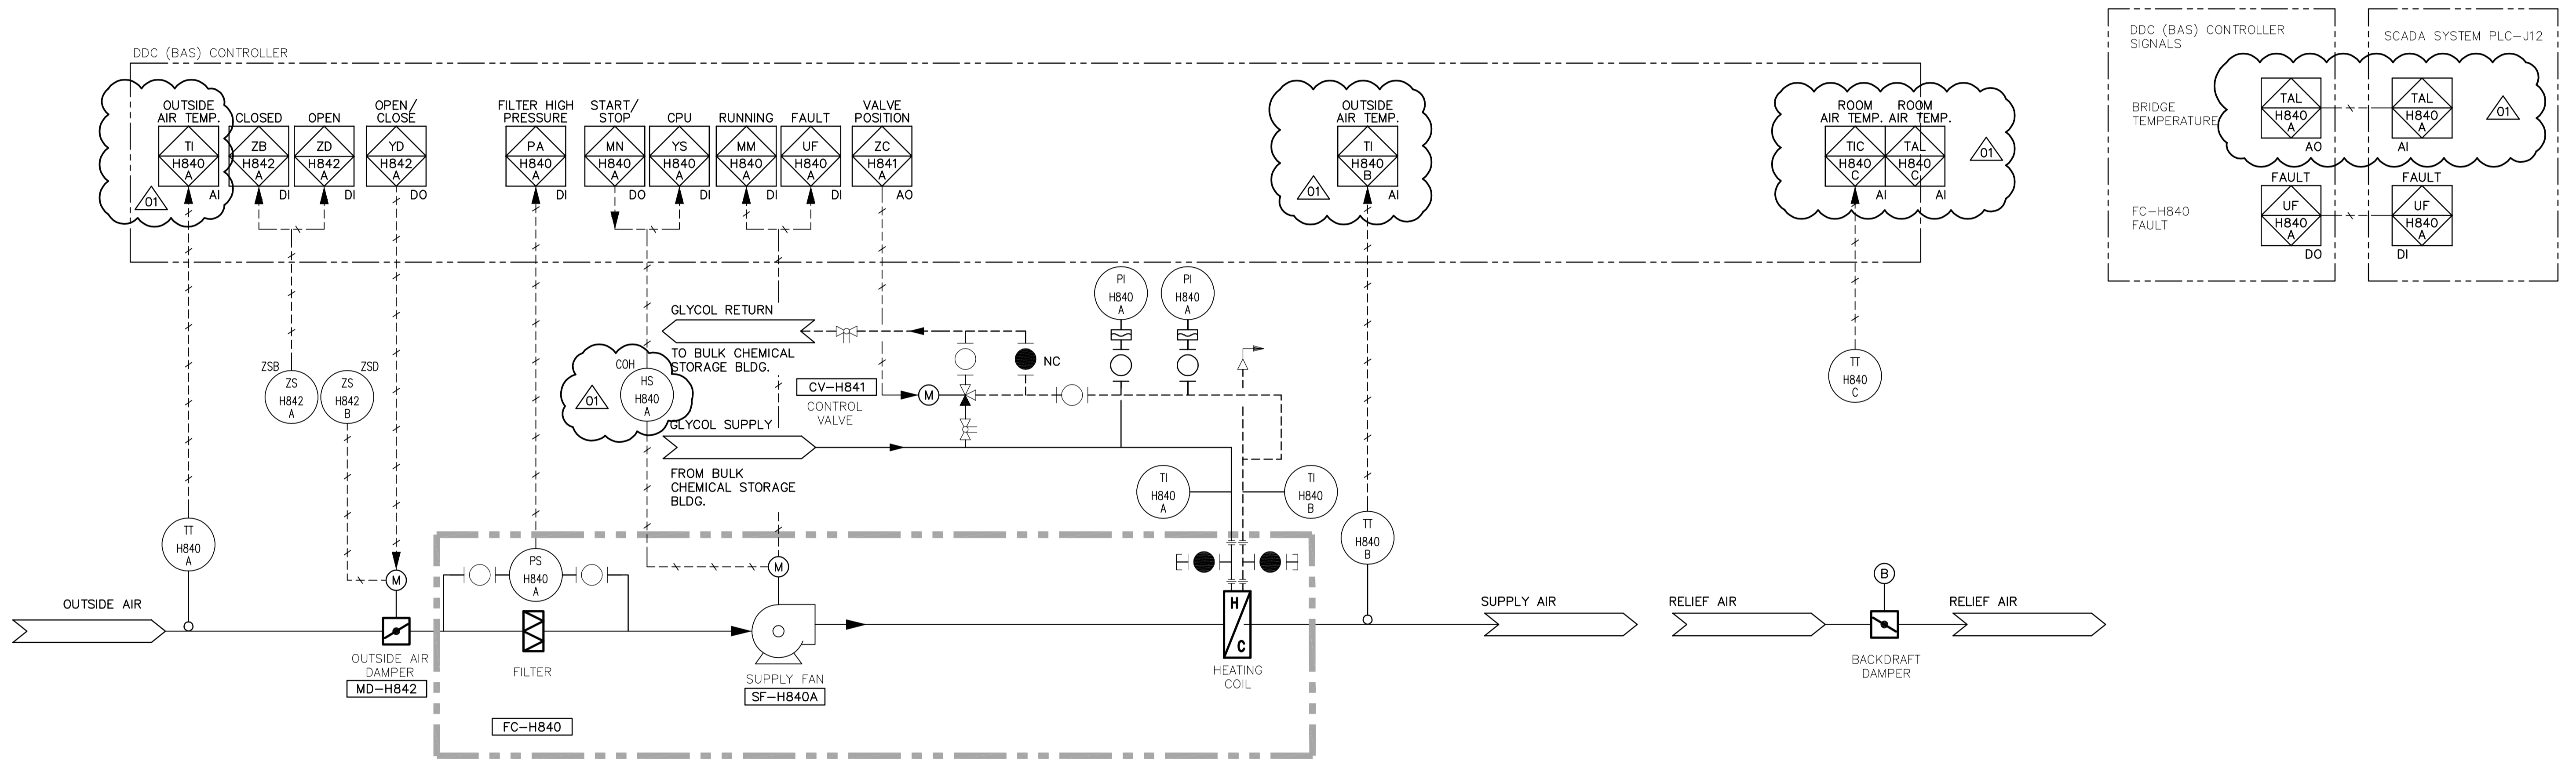 DDC (BAS) CONTROLLER
OUTSIDE
AIR TEMP.
TI
H840
A
AI
01
CLOSED
ZB
H842
A
DI
OPEN
ZD
H842
A
DI
OPEN/
CLOSE
YD
H842
A
DO
FILTER HIGH
PRESSURE
PA
H840
A
DI
START/
STOP
MN
H840
A
DO
CPU
YS
H840
A
DI
RUNNING
MM
H840
A
DI
FAULT
UF
H840
A
DI
VALVE
POSITION
ZC
H841
A
AO
OUTSIDE
AIR TEMP.
TI
H840
B
AI
01
ROOM
AIR TEMP.
TIC
H840
C
AI
ROOM
AIR TEMP.
TAL
H840
C
AI
01
DDC (BAS) CONTROLLER
SIGNALS
SCADA SYSTEM PLC-J12
BRIDGE
TEMPERATURE
TAL
H840
A
AO
TAL
H840
A
AI
01
FC-H840
FAULT
FAULT
UF
H840
A
DO
FAULT
UF
H840
A
DI
PI
H840
A
PI
H840
A
GLYCOL RETURN
TO BULK CHEMICAL
STORAGE BLDG.
NC
COH
HS
H840
A
01
CV-H841
CONTROL
VALVE
M
GLYCOL SUPPLY
FROM BULK
CHEMICAL STORAGE
BLDG.
ZSB
ZS
H842
A
ZSD
ZS
H842
B
TT
H840
C
TI
H840
A
TI
H840
B
TT
H840
A
TT
H840
B
PS
H840
A
M
M
B
OUTSIDE AIR
SUPPLY AIR
RELIEF AIR
RELIEF AIR
H
C
OUTSIDE AIR
DAMPER
MD-H842
FILTER
SUPPLY FAN
SF-H840A
HEATING
COIL
BACKDRAFT
DAMPER
FC-H840